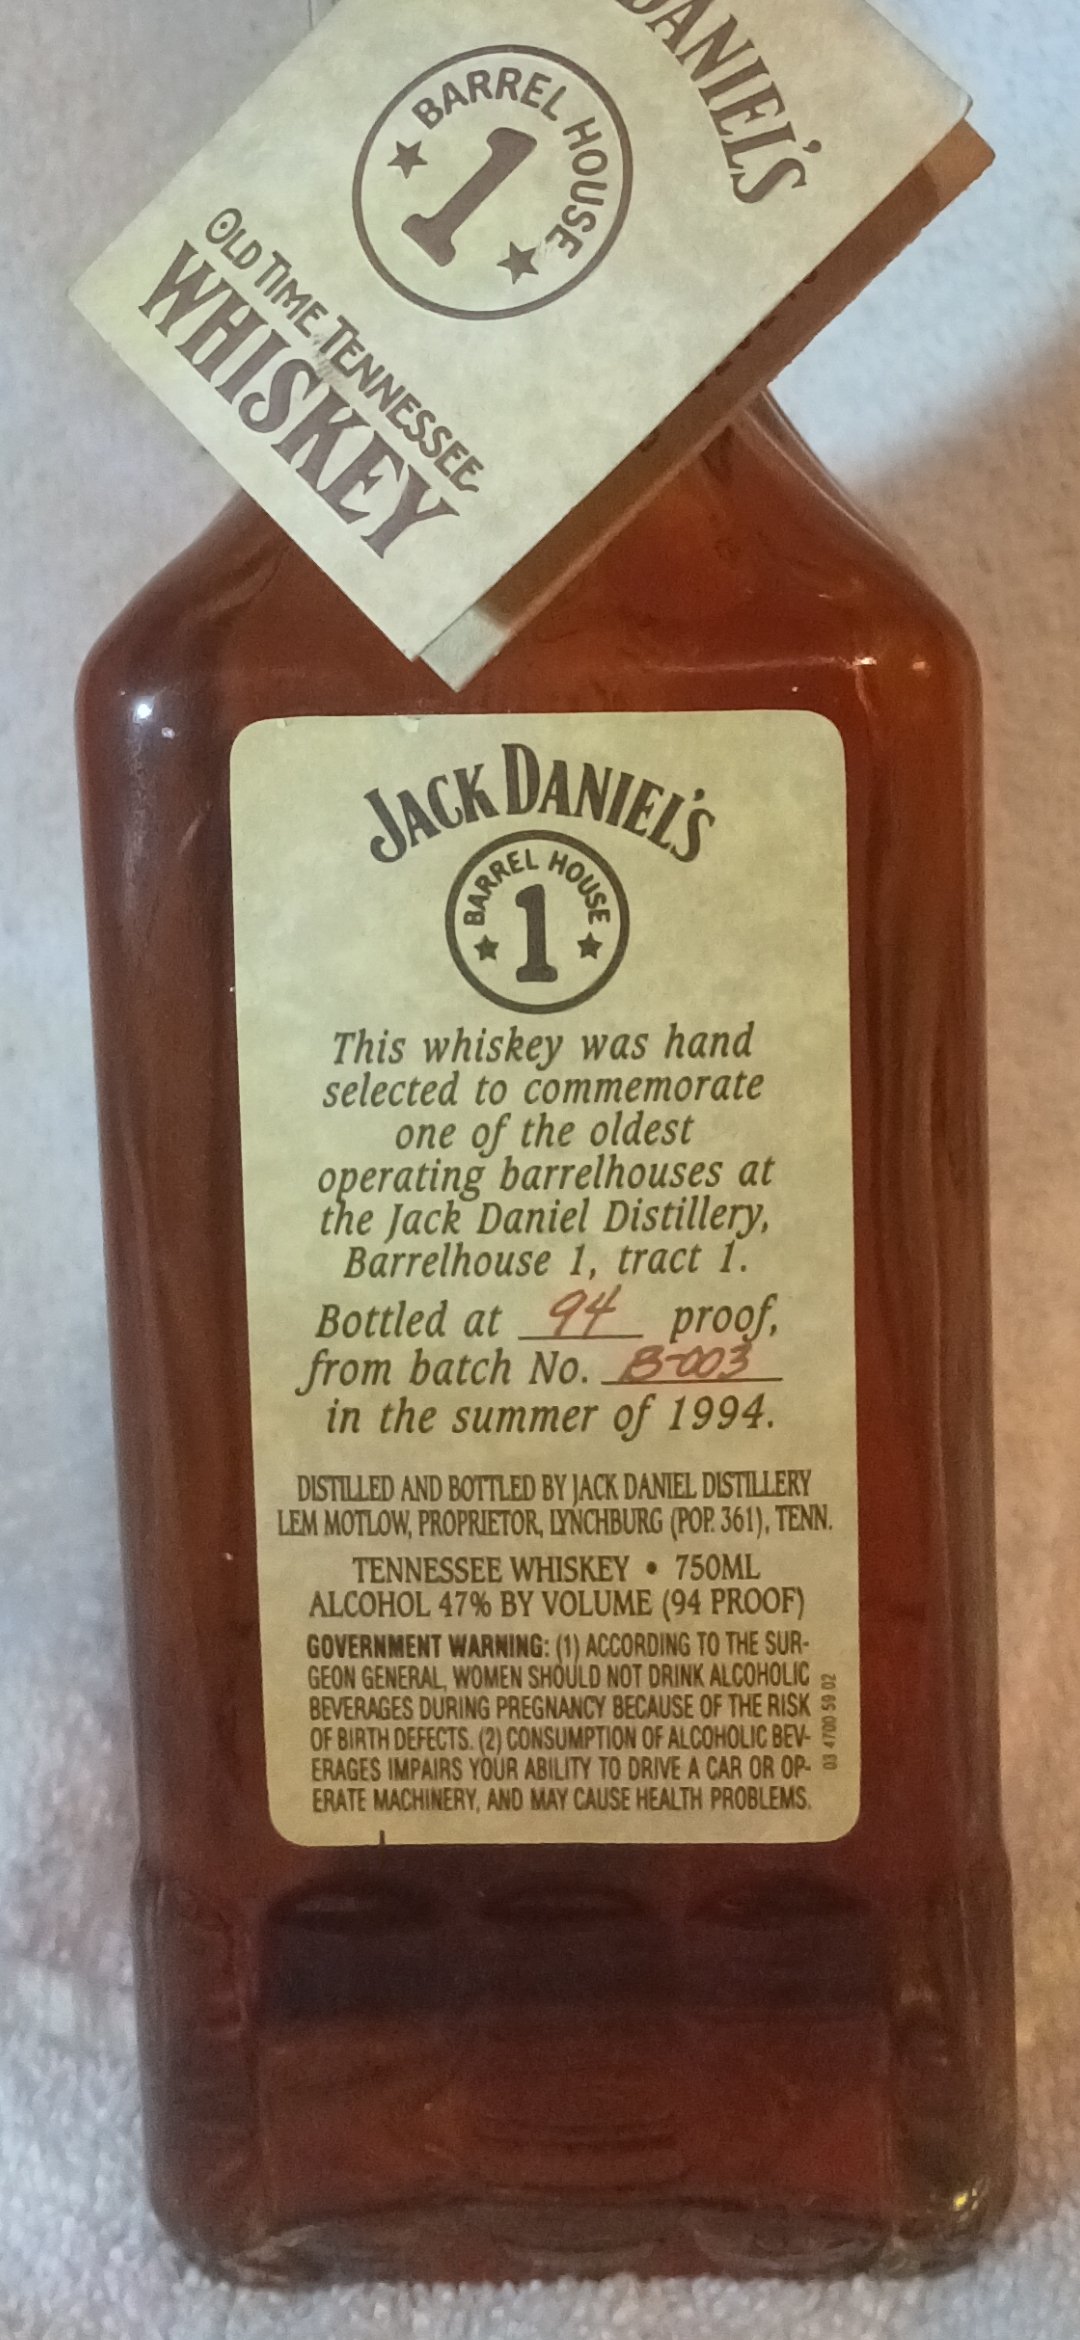 DANIEL'S
BARREL HOUSE
1
OLD TIME TENNESSEE
WHISKEY
JACK DANIEL'S
BARREL HOUSE
1
This whiskey was hand
selected to commemorate
one of the oldest
operating barrelhouses at
the Jack Daniel Distillery,
Barrelhouse 1, tract 1.
Bottled at 94 proof,
from batch No. B-003
in the summer of 1994.
DISTILLED AND BOTTLED BY JACK DANIEL DISTILLERY
LEM MOTLOW, PROPRIETOR, LYNCHBURG (POP. 361), TENN.
TENNESSEE WHISKEY • 750ML
ALCOHOL 47% BY VOLUME (94 PROOF)
GOVERNMENT WARNING: (1) ACCORDING TO THE SUR-
GEON GENERAL, WOMEN SHOULD NOT DRINK ALCOHOLIC
BEVERAGES DURING PREGNANCY BECAUSE OF THE RISK
OF BIRTH DEFECTS. (2) CONSUMPTION OF ALCOHOLIC BEV-
ERAGES IMPAIRS YOUR ABILITY TO DRIVE A CAR OR OP-
ERATE MACHINERY, AND MAY CAUSE HEALTH PROBLEMS.
03 4700 59 02